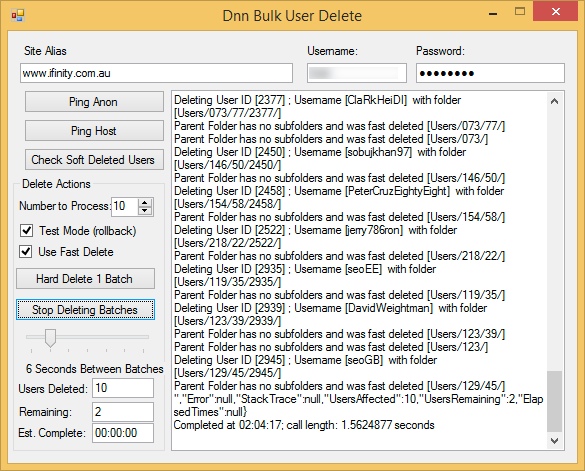 Dnn Bulk User Delete
Site Alias
Username:
Password:
www.ifinity.com.au
●●●●●●●●
Ping Anon
Ping Host
Check Soft Deleted Users
Delete Actions
Number to Process:
10
Test Mode (rollback)
Use Fast Delete
Hard Delete 1 Batch
Stop Deleting Batches
6 Seconds Between Batches
Users Deleted:
10
Remaining:
2
Est. Complete:
00:00:00
Deleting User ID [2377] ; Username [ClaRkHeiDI]  with folder
[Users/073/77/2377/]
Parent Folder has no subfolders and was fast deleted [Users/073/77/]
Parent Folder has no subfolders and was fast deleted [Users/073/]
Deleting User ID [2450] ; Username [sobujkhan97]  with folder
[Users/146/50/2450/]
Parent Folder has no subfolders and was fast deleted [Users/146/50/]
Deleting User ID [2458] ; Username [PeterCruzEightyEight]  with folder
[Users/154/58/2458/]
Parent Folder has no subfolders and was fast deleted [Users/154/58/]
Deleting User ID [2522] ; Username [jerry786ron]  with folder
[Users/218/22/2522/]
Parent Folder has no subfolders and was fast deleted [Users/218/22/]
Deleting User ID [2935] ; Username [seoEE]  with folder
[Users/119/35/2935/]
Parent Folder has no subfolders and was fast deleted [Users/119/35/]
Deleting User ID [2939] ; Username [DavidWeightman]  with folder
[Users/123/39/2939/]
Parent Folder has no subfolders and was fast deleted [Users/123/39/]
Parent Folder has no subfolders and was fast deleted [Users/123/]
Deleting User ID [2945] ; Username [seoGB]  with folder
[Users/129/45/2945/]
Parent Folder has no subfolders and was fast deleted [Users/129/45/]
","Error":null,"StackTrace":null,"UsersAffected":10,"UsersRemaining":2,"Elap
sedTimes":null}
Completed at 02:04:17; call length: 1.5624877 seconds